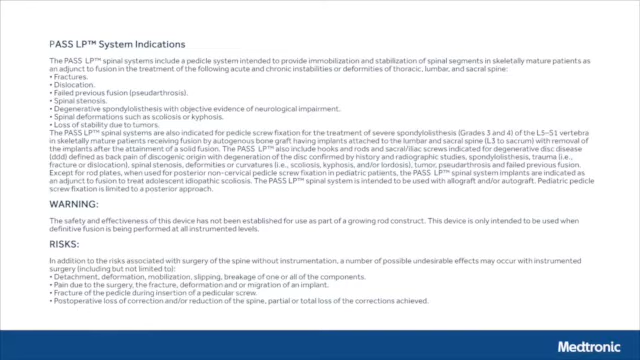 PASS LP™ System Indications
The PASS LP™ spinal systems include a pedicle system intended to provide immobilization and stabilization of spinal segments in skeletally mature patients as
an adjunct to fusion in the treatment of the following acute and chronic instabilities or deformities of thoracic, lumbar, and sacral spine:
• Fractures.
• Dislocation.
• Failed previous fusion (pseudarthrosis).
• Spinal stenosis.
• Degenerative spondylolisthesis with objective evidence of neurological impairment.
• Spinal deformations such as scoliosis or kyphosis.
• Loss of stability due to tumors.
The PASS LP™ spinal systems are also indicated for pedicle screw fixation for the treatment of severe spondylolisthesis (Grades 3 and 4) of the L5-S1 vertebra
in skeletally mature patients receiving fusion by autogenous bone graft having implants attached to the lumbar and sacral spine (L3 to sacrum) with removal of
the implants after the attainment of a solid fusion. The PASS LP™ also include hooks and rods and sacral/iliac screws indicated for degenerative disc disease
(ddd) defined as back pain of discogenic origin with degeneration of the disc confirmed by history and radiographic studies, spondylolisthesis, trauma (i.e.,
fracture or dislocation), spinal stenosis, deformities or curvatures (i.e., scoliosis, kyphosis, and/or lordosis), tumor, pseudarthrosis and failed previous fusion.
Except for rod plates, when used for posterior non-cervical pedicle screw fixation in pediatric patients, the PASS LP™ spinal system implants are indicated as
an adjunct to fusion to treat adolescent idiopathic scoliosis. The PASS LP™ spinal system is intended to be used with allograft and/or autograft. Pediatric pedicle
screw fixation is limited to a posterior approach.
WARNING:
The safety and effectiveness of this device has not been established for use as part of a growing rod construct. This device is only intended to be used when
definitive fusion is being performed at all instrumented levels.
RISKS:
In addition to the risks associated with surgery of the spine without instrumentation, a number of possible undesirable effects may occur with instrumented
surgery (including but not limited to):
• Detachment, deformation, mobilization, slipping, breakage of one or all of the components.
• Pain due to the surgery, the fracture, deformation and/or migration of an implant.
• Fracture of the pedicle during insertion of a pedicular screw.
• Postoperative loss of correction and/or reduction of the spine, partial or total loss of the corrections achieved.
Medtronic